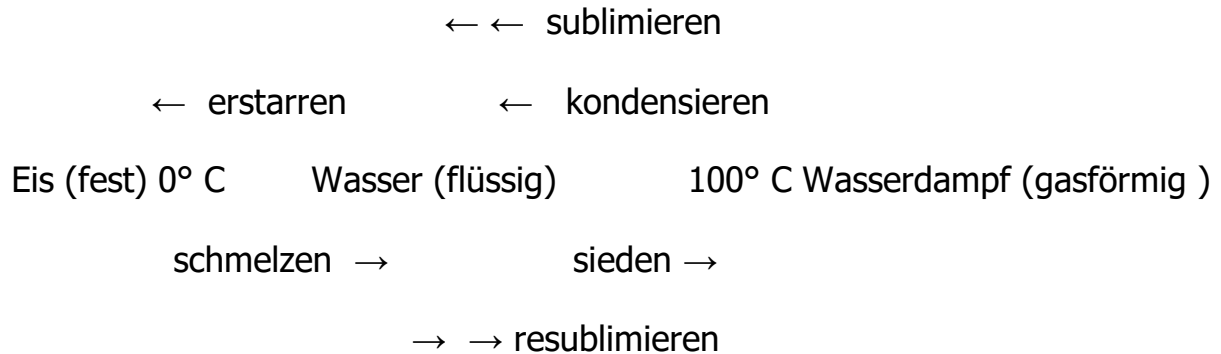 ← ← sublimieren
← erstarren ← kondensieren
Eis (fest) 0° C Wasser (flüssig) 100° C Wasserdampf (gasförmig )
schmelzen → sieden →
→ → resublimieren